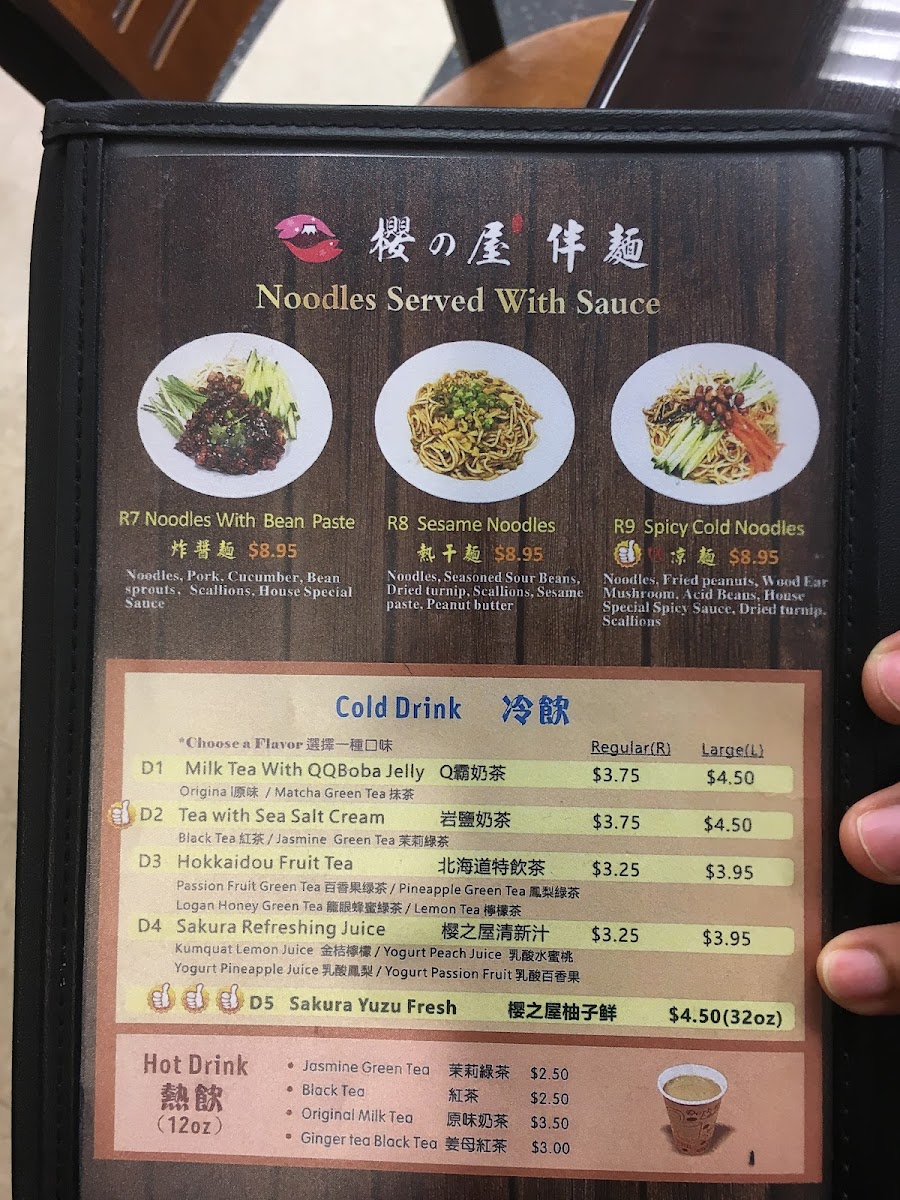 櫻の屋 伴麵
Noodles Served With Sauce
R7 Noodles With Bean Paste
炸醬麵 $8.95
Noodles, Pork, Cucumber, Bean
sprouts, Scallions, House Special
Sauce
R8 Sesame Noodles
熱干麵 $8.95
Noodles, Seasoned Sour Beans,
Dried turnip, Scallions, Sesame
paste, Peanut butter
R9 Spicy Cold Noodles
涼麵 $8.95
Noodles, Fried peanuts, Wood Ear
Mushroom, Acid Beans, House
Special Spicy Sauce, Dried turnip,
Scallions
Cold Drink 冷飲
*Choose a Flavor 選擇一種口味 Regular(R) Large(L)
D1 Milk Tea With QQBoba Jelly Q霸奶茶 $3.75 $4.50
Origina l原味 / Matcha Green Tea 抹茶
D2 Tea with Sea Salt Cream 岩鹽奶茶 $3.75 $4.50
Black Tea 紅茶 / Jasmine Green Tea 茉莉綠茶
D3 Hokkaidou Fruit Tea 北海道特飲茶 $3.25 $3.95
Passion Fruit Green Tea 百香果綠茶 / Pineapple Green Tea 鳳梨綠茶
Logan Honey Green Tea 龍眼蜂蜜綠茶 / Lemon Tea 檸檬茶
D4 Sakura Refreshing Juice 樱之屋清新汁 $3.25 $3.95
Kumquat Lemon Juice 金桔檸檬 / Yogurt Peach Juice 乳酸水蜜桃
Yogurt Pineapple Juice 乳酸鳳梨 / Yogurt Passion Fruit 乳酸百香果
D5 Sakura Yuzu Fresh 樱之屋柚子鲜 $4.50(32oz)
Hot Drink
熱飲
(12oz)
• Jasmine Green Tea 茉莉綠茶 $2.50
• Black Tea 紅茶 $2.50
• Original Milk Tea 原味奶茶 $3.50
• Ginger tea Black Tea 姜母紅茶 $3.00